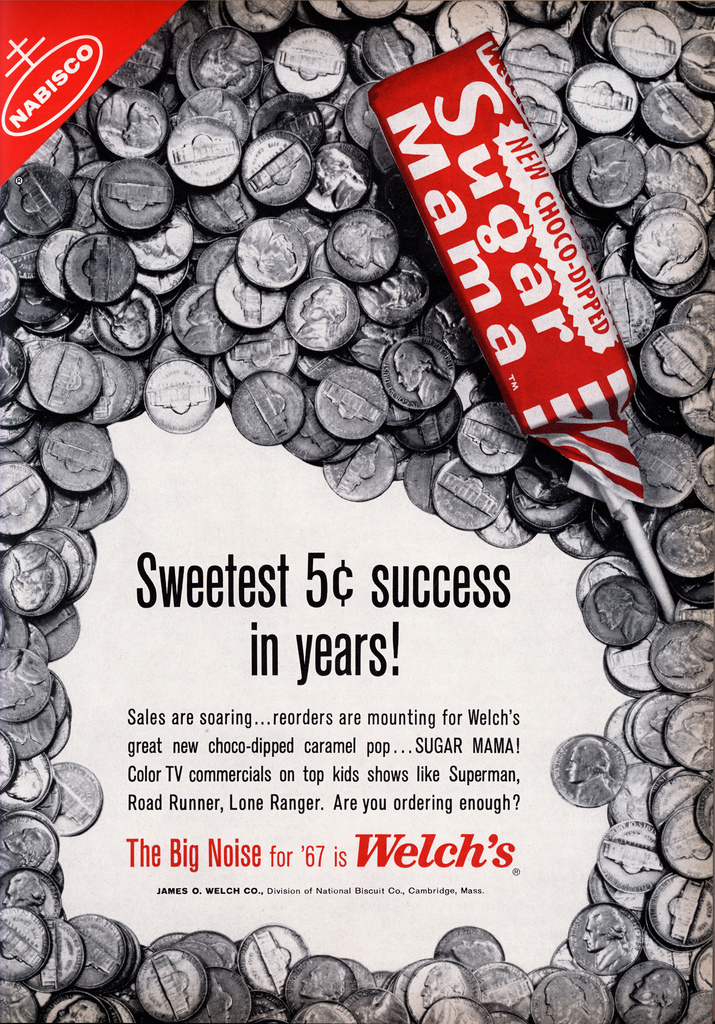 NABISCO
®
Welch's
NEW CHOCO-DIPPED
Sugar
Mama
TM
Sweetest 5¢ success
in years!
Sales are soaring...reorders are mounting for Welch's
great new choco-dipped caramel pop...SUGAR MAMA!
Color TV commercials on top kids shows like Superman,
Road Runner, Lone Ranger. Are you ordering enough?
The Big Noise for '67 is Welch's®
JAMES O. WELCH CO., Division of National Biscuit Co., Cambridge, Mass.